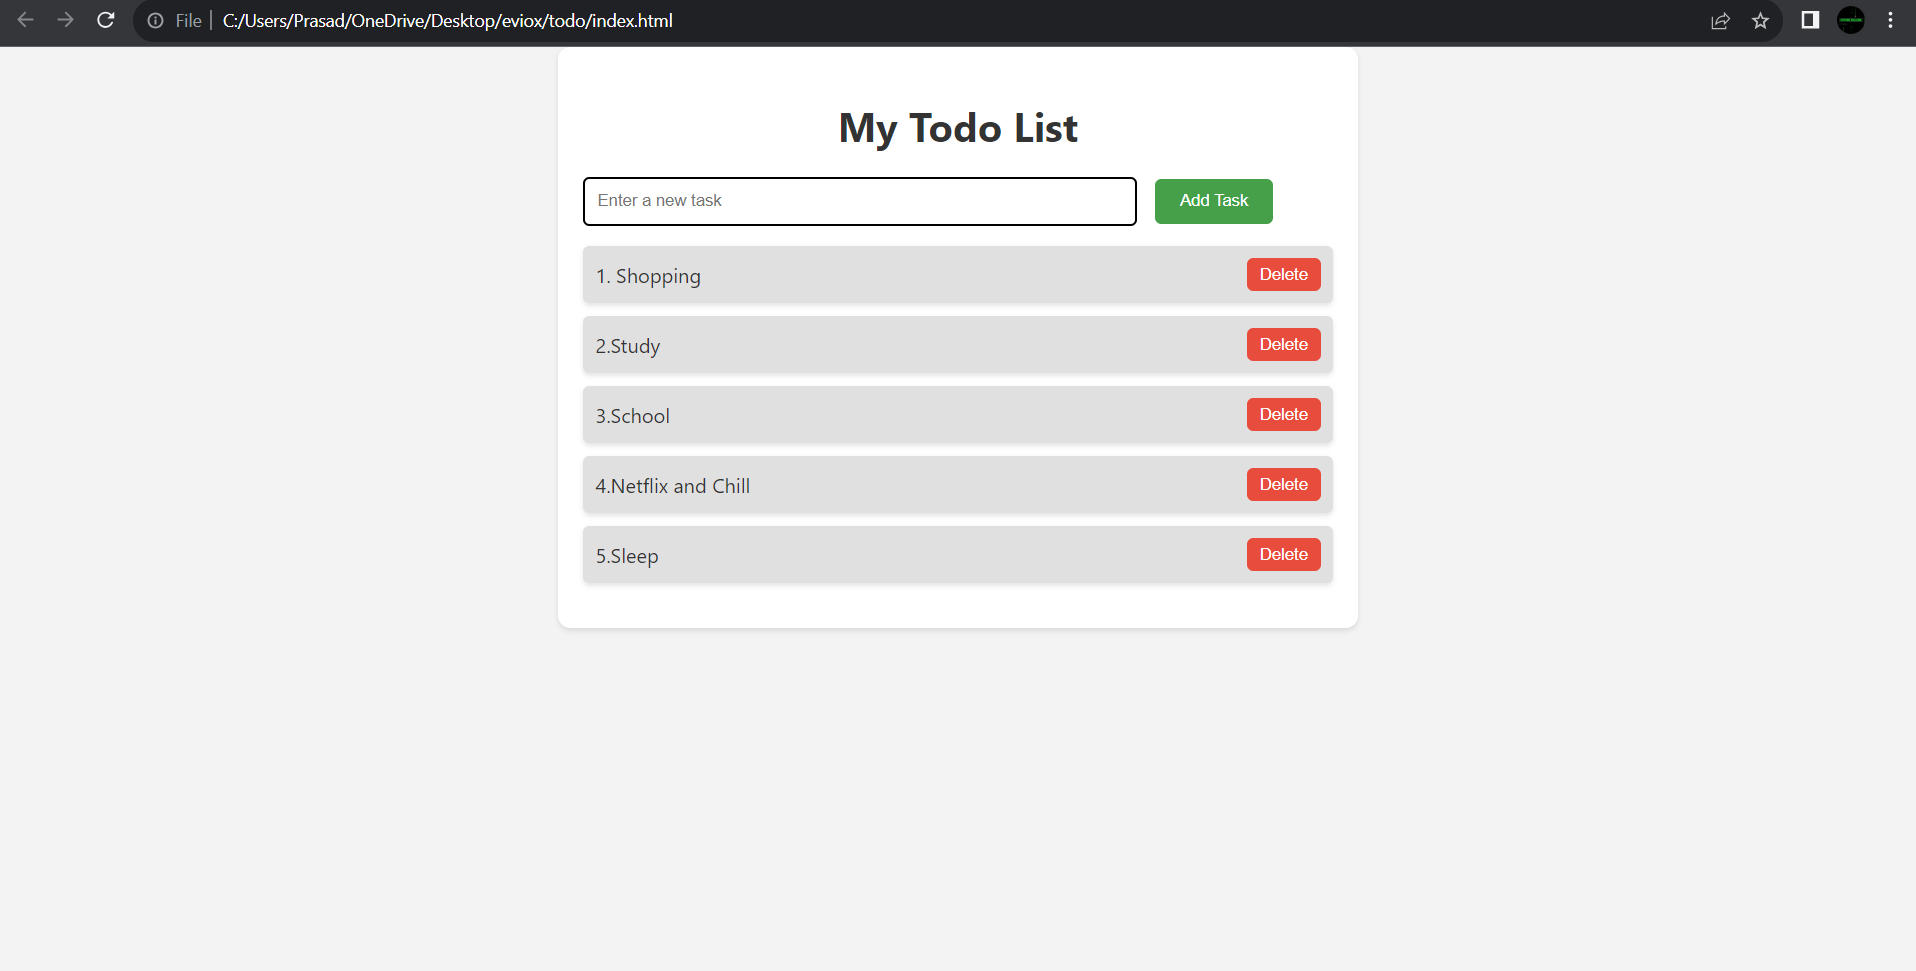 File C:/Users/Prasad/OneDrive/Desktop/eviox/todo/index.html
My Todo List
Enter a new task Add Task
1. Shopping Delete
2.Study Delete
3.School Delete
4.Netflix and Chill Delete
5.Sleep Delete